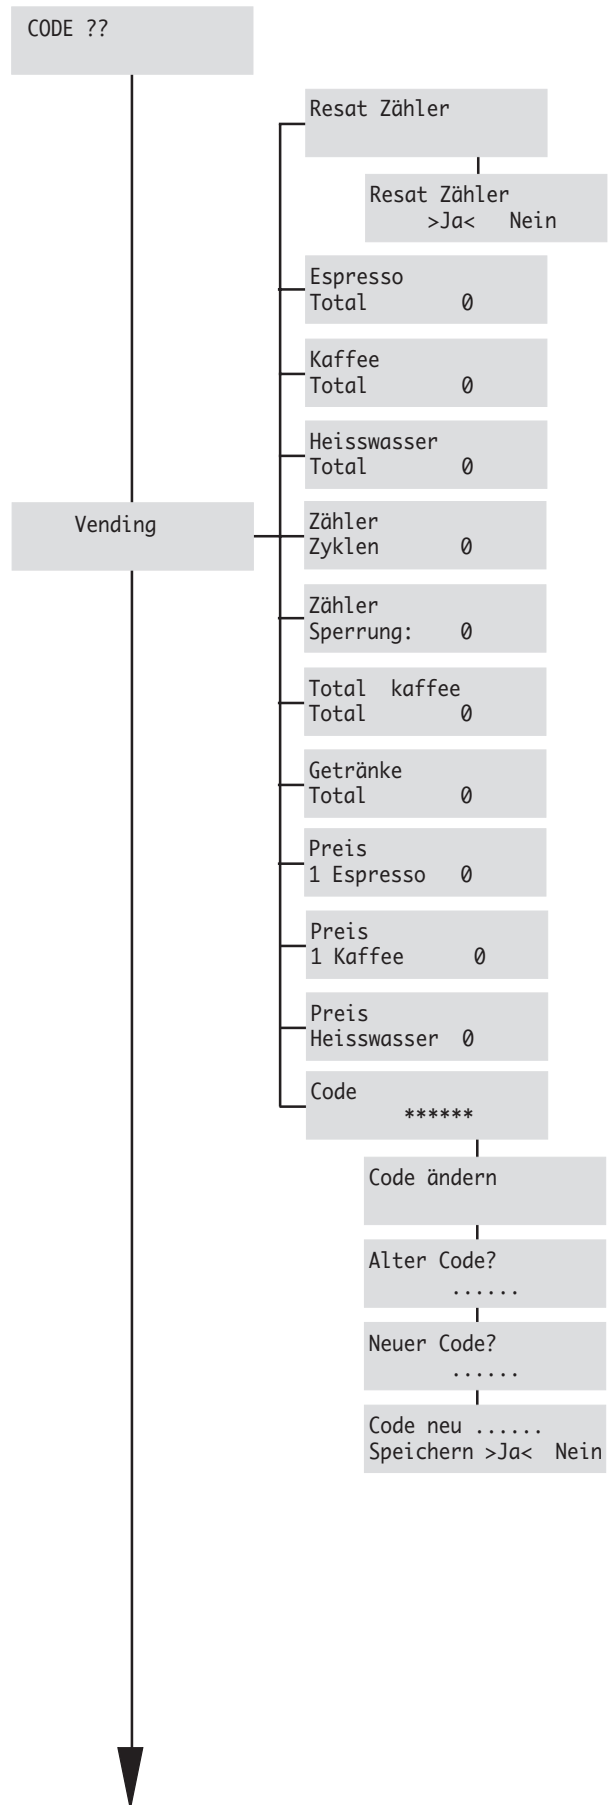 CODE ??
Resat Zähler
Resat Zähler
>Ja< Nein
Espresso
Total 0
Kaffee
Total 0
Heisswasser
Total 0
Vending
Zähler
Zyklen 0
Zähler
Sperrung: 0
Total kaffee
Total 0
Getränke
Total 0
Preis
1 Espresso 0
Preis
1 Kaffee 0
Preis
Heisswasser 0
Code
******
Code ändern
Alter Code?
......
Neuer Code?
......
Code neu ......
Speichern >Ja< Nein